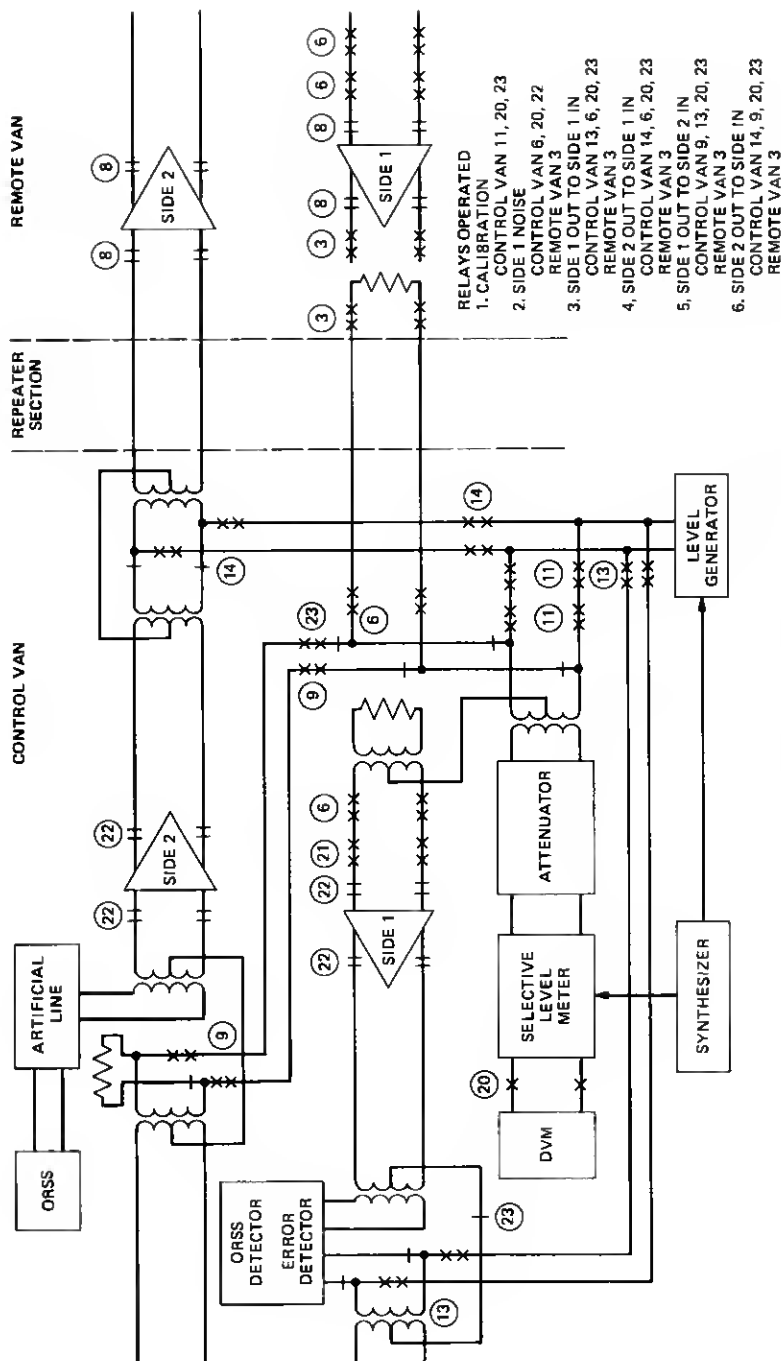 CONTROL VAN
REPEATER
SECTION
REMOTE VAN
ORSS
ARTIFICIAL
LINE
22
22
SIDE 2
14
8
8
SIDE 2
9
23
9
6
3
3
8
SIDE 1
8
6
6
ORSS
DETECTOR
ERROR
DETECTOR
22
SIDE 1
22
21
6
14
13
23
20
DVM
SELECTIVE
LEVEL
METER
ATTENUATOR
11
11
13
SYNTHESIZER
LEVEL
GENERATOR
RELAYS OPERATED
1. CALIBRATION
CONTROL VAN 11, 20, 23
2. SIDE 1 NOISE
CONTROL VAN 6, 20, 22
REMOTE VAN 3
3. SIDE 1 OUT TO SIDE 1 IN
CONTROL VAN 13, 6, 20, 23
REMOTE VAN 3
4, SIDE 2 OUT TO SIDE 1 IN
CONTROL VAN 14, 6, 20, 23
REMOTE VAN 3
5. SIDE 1 OUT TO SIDE 2 IN
CONTROL VAN 9, 13, 20, 23
REMOTE VAN 3
6. SIDE 2 OUT TO SIDE IN
CONTROL VAN 14, 9, 20, 23
REMOTE VAN 3